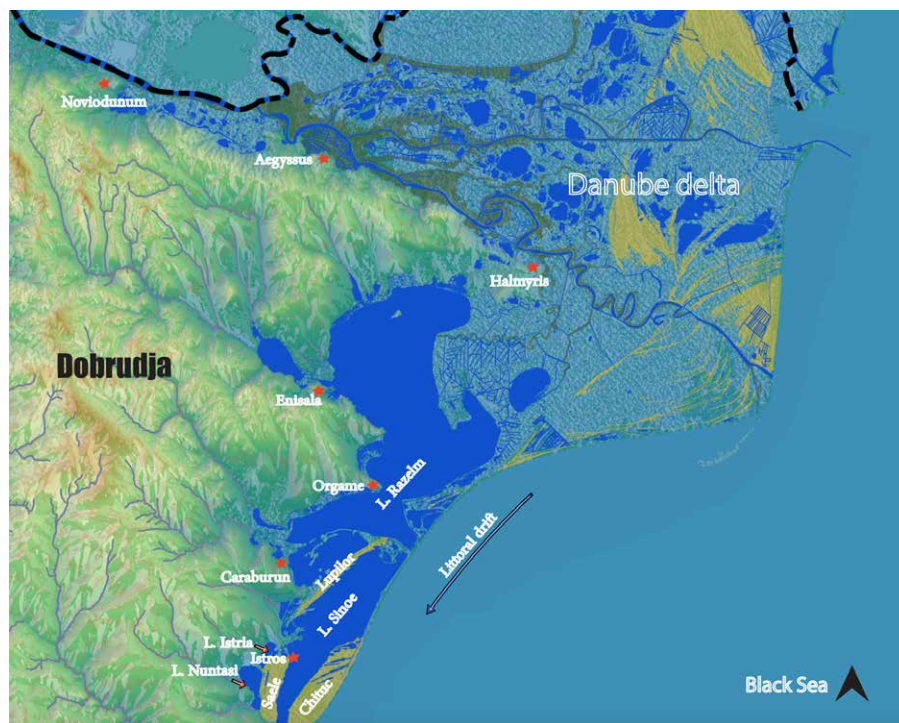 Noviodunum
Aegyssus
Danube delta
Halmyris
Dobrudja
Enisala
Orgame
L. Razelm
Littoral drift
Caraburun
Lupilor
L. Sinoe
L. Istria
Istros
L. Nuntasi
Saele
Chituc
Black Sea